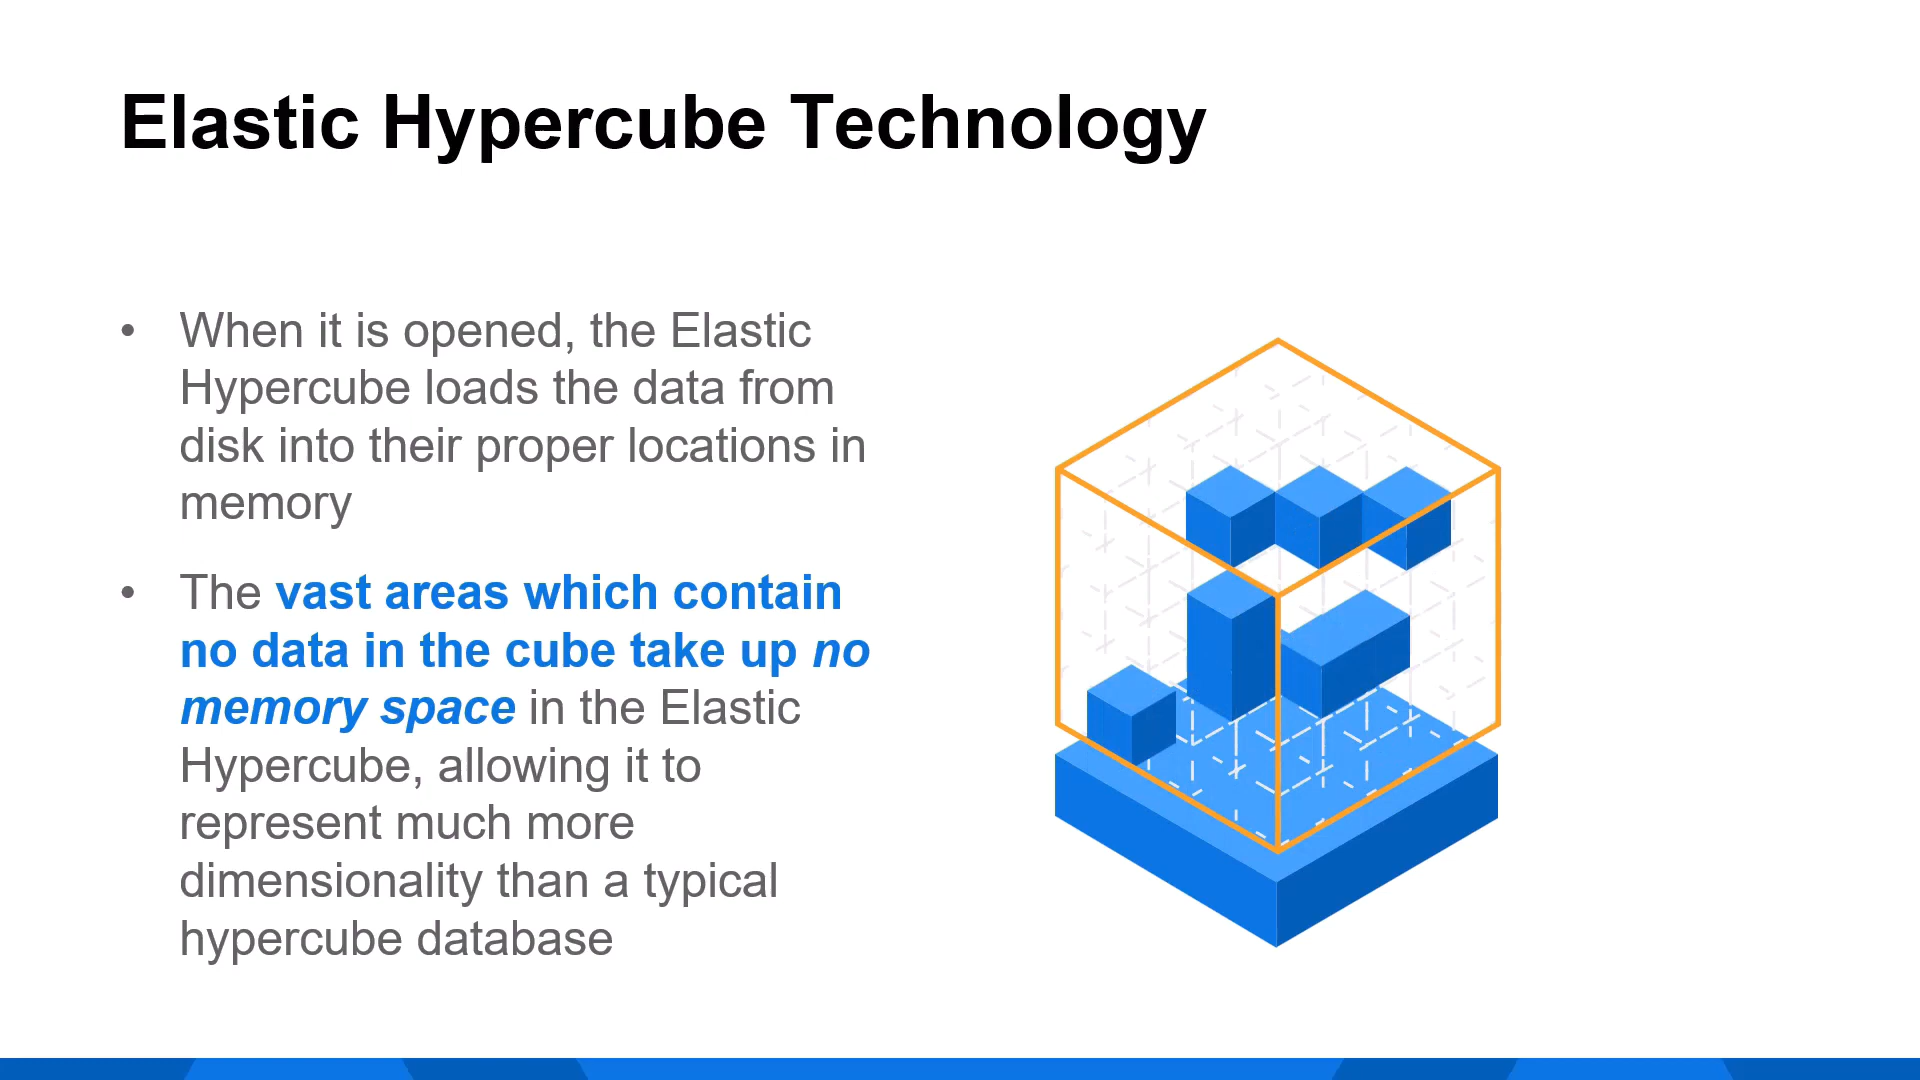 Elastic Hypercube Technology
• When it is opened, the Elastic
Hypercube loads the data from
disk into their proper locations in
memory
• The vast areas which contain
no data in the cube take up no
memory space in the Elastic
Hypercube, allowing it to
represent much more
dimensionality than a typical
hypercube database